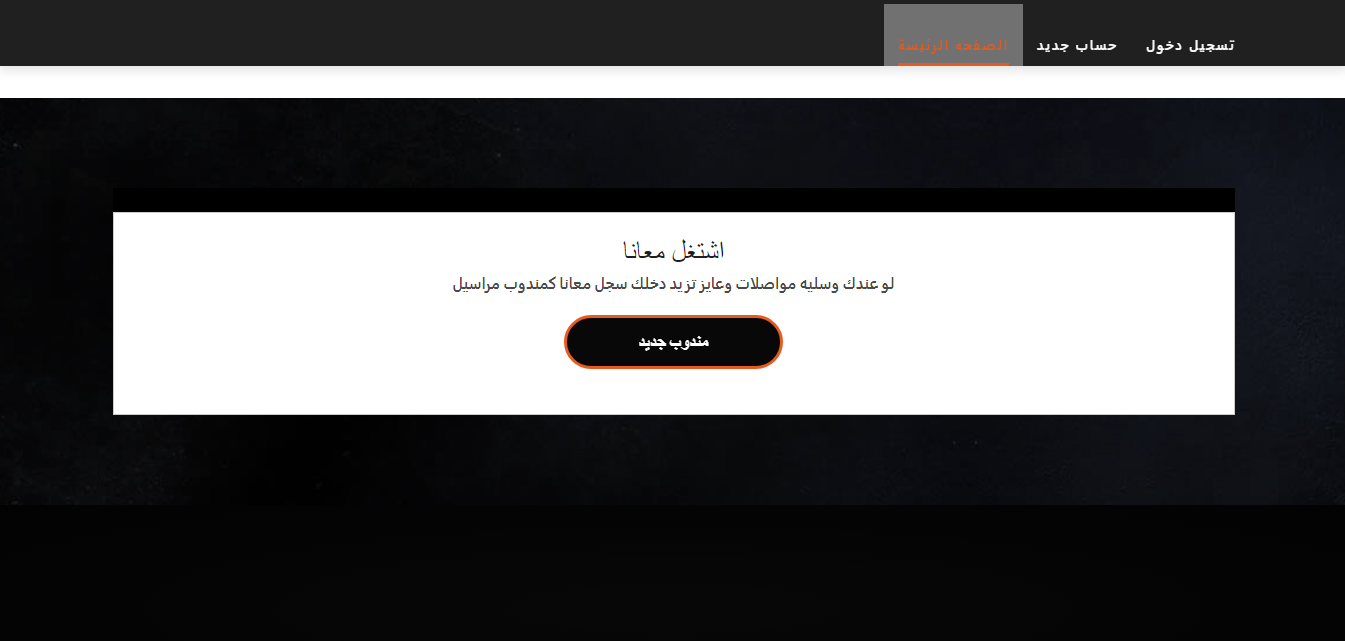 تسجيل دخول
حساب جديد
الصفحه الرئيسة
اشتغل معانا
لو عندك وسليه مواصلات وعايز تزيد دخلك سجل معانا كمندوب مراسيل
مندوب جديد